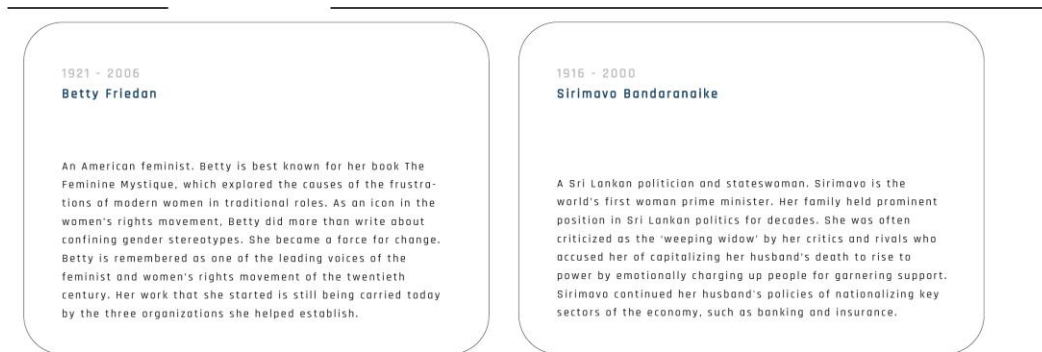 1921 - 2006
Betty Friedan
An American feminist. Betty is best known for her book The
Feminine Mystique, which explored the causes of the frustra-
tions of modern women in traditional roles. As an icon in the
women's rights movement, Betty did more than write about
confining gender stereotypes. She became a force for change.
Betty is remembered as one of the leading voices of the
feminist and women's rights movement of the twentieth
century. Her work that she started is still being carried today
by the three organizations she helped establish.
1916 - 2000
Sirimavo Bandaranaike
A Sri Lankan politician and stateswoman. Sirimavo is the
world's first woman prime minister. Her family held prominent
position in Sri Lankan politics for decades. She was often
criticized as the 'weeping widow' by her critics and rivals who
accused her of capitalizing her husband's death to rise to
power by emotionally charging up people for garnering support.
Sirimavo continued her husband's policies of nationalizing key
sectors of the economy, such as banking and insurance.